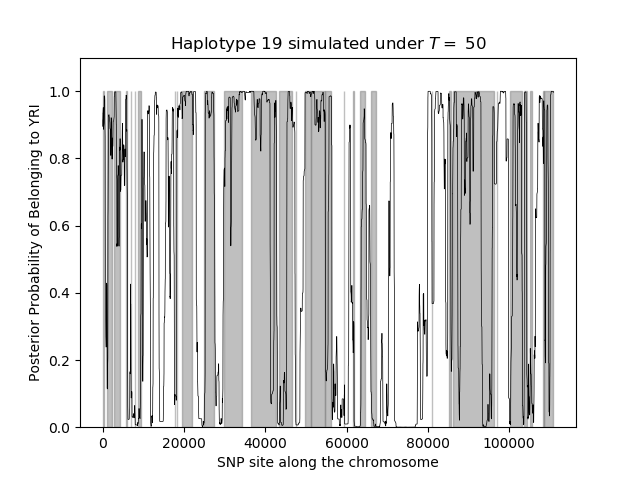 Haplotype 19 simulated under T = 50
1.0
0.8
0.6
0.4
0.2
0.0
Posterior Probability of Belonging to YRI
0 20000 40000 60000 80000 100000
SNP site along the chromosome